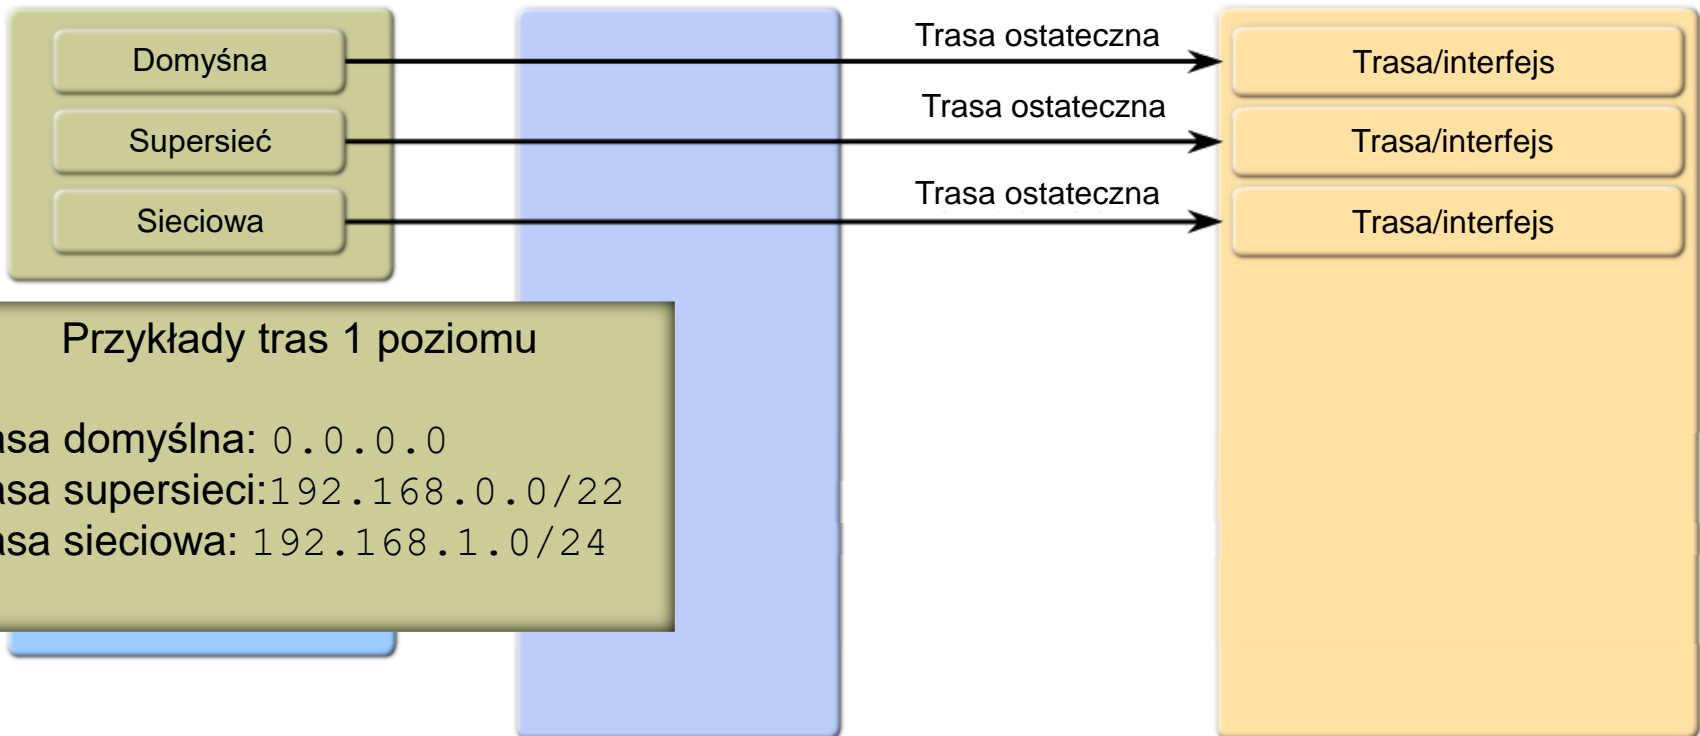 Domyśna
Trasa ostateczna
Trasa/interfejs
Supersieć
Trasa ostateczna
Trasa/interfejs
Sieciowa
Trasa ostateczna
Trasa/interfejs
Przykłady tras 1 poziomu
asa domyślna: 0.0.0.0
asa supersieci:192.168.0.0/22
asa sieciowa: 192.168.1.0/24